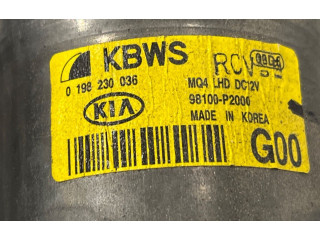 KBWS RCV
0 198 230 036 MQ4 LHD DC12V
KIA 98100-P2000
MADE IN KOREA
G00